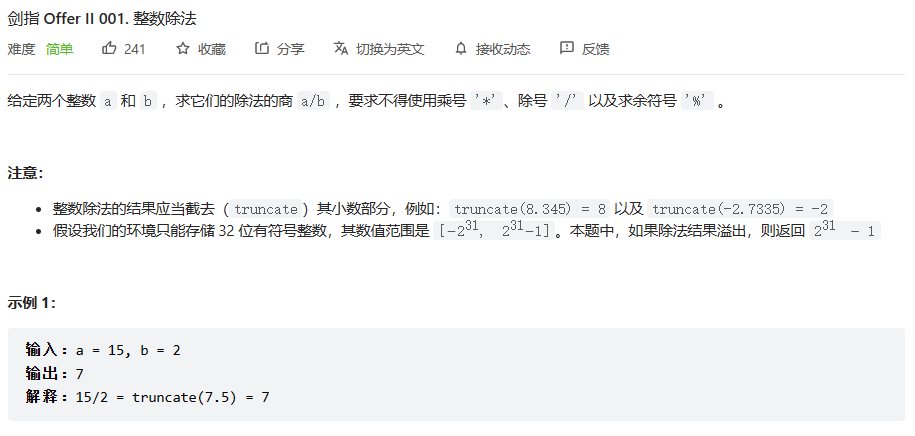 剑指 Offer II 001. 整数除法
难度 简单 241 收藏 分享 切换为英文 接收动态 反馈
给定两个整数 a 和 b ，求它们的除法的商 a/b ，要求不得使用乘号 '*'、除号 '/' 以及求余符号 '%' 。
注意：
• 整数除法的结果应当截去（truncate）其小数部分，例如：truncate(8.345) = 8 以及 truncate(-2.7335) = -2
• 假设我们的环境只能存储 32 位有符号整数，其数值范围是 [−2³¹, 2³¹−1]。本题中，如果除法结果溢出，则返回 2³¹ − 1
示例 1：
输入：a = 15, b = 2
输出：7
解释：15/2 = truncate(7.5) = 7